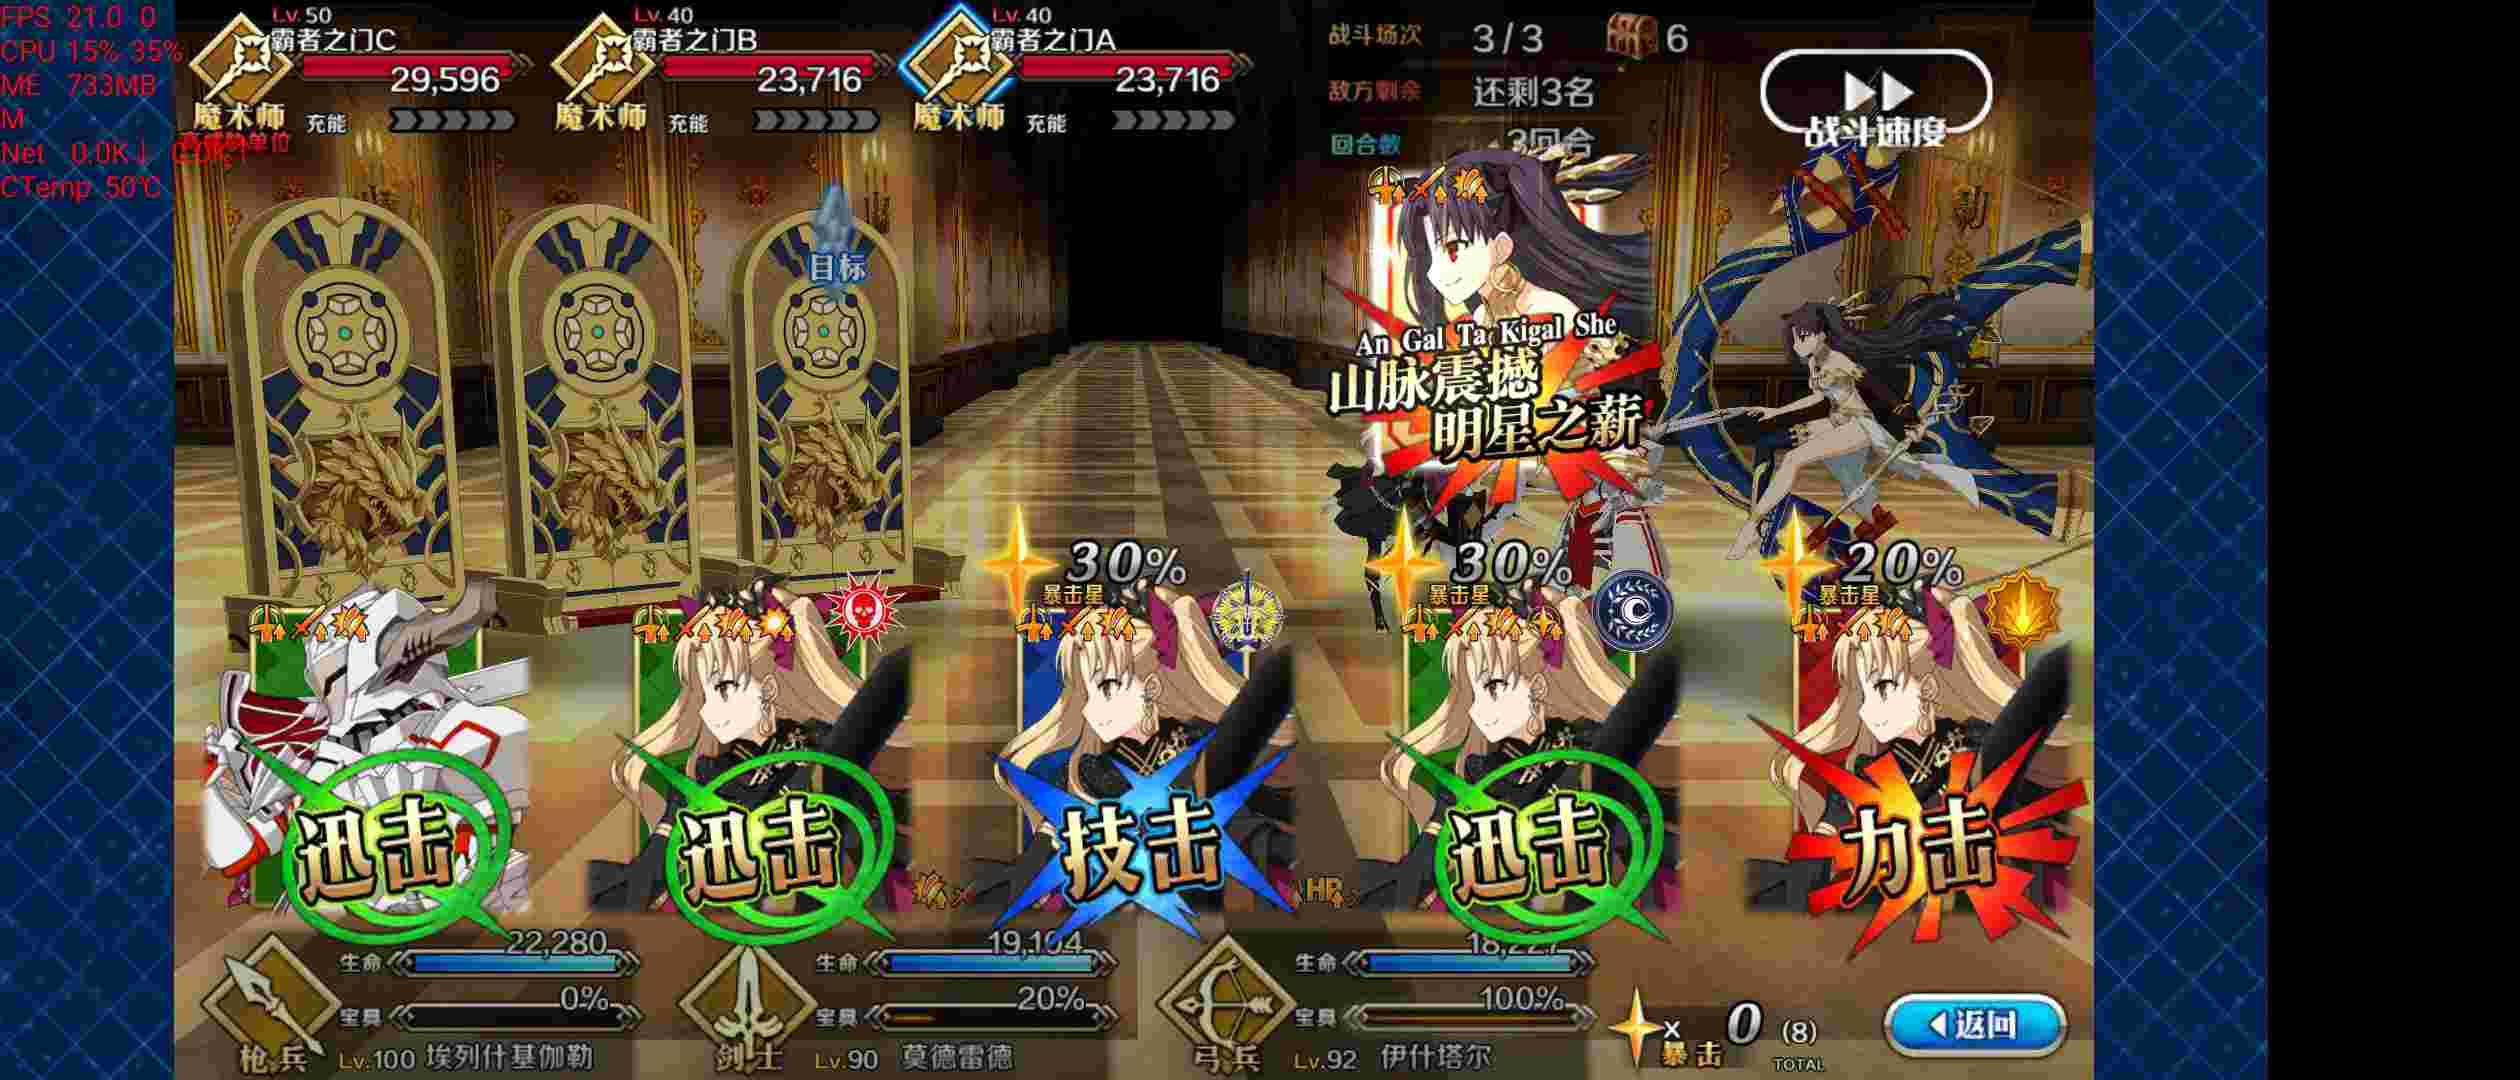 FPS 21.0 0
CPU 15% 35%
ME 733MB
M
Net 0.0K↓
CTemp 50℃
Lv.50
霸者之门C
29,596
魔术师 充能
Lv.40
霸者之门B
23,716
魔术师 充能
Lv.40
霸者之门A
23,716
魔术师 充能
战斗场次 3/3 6
敌方剩余 还剩3名
回合数 3回合
战斗速度
目标
An Gal Ta Kigal She
山脉震撼
明星之薪
30%
暴击星
30%
暴击星
20%
暴击星
迅击
迅击
技击
迅击
力击
生命 22,280
宝具 0%
枪兵 Lv.100 埃列什基伽勒
生命 19,104
宝具 20%
剑士 Lv.90 莫德雷德
生命 18,227
宝具 100%
弓兵 Lv.92 伊什塔尔
HP
x 0 (8)
暴击 TOTAL
返回